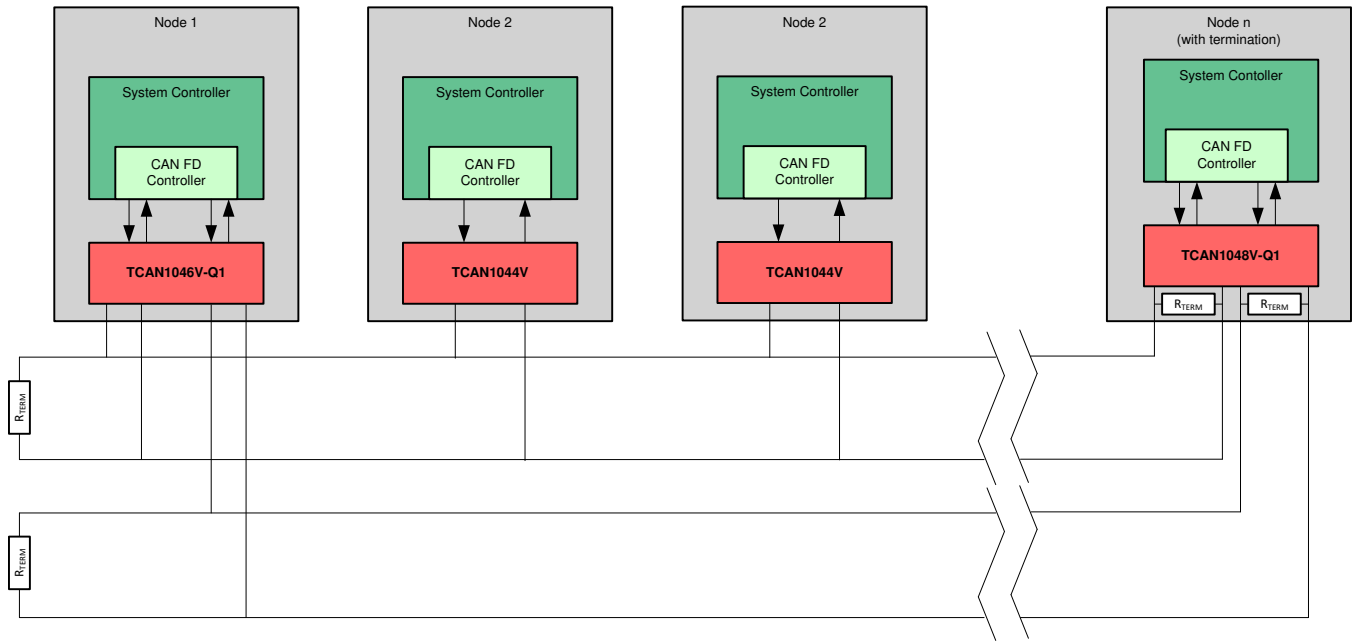 Node 1
System Controller
CAN FD
Controller
TCAN1046V-Q1
Node 2
System Controller
CAN FD
Controller
TCAN1044V
Node 2
System Controller
CAN FD
Controller
TCAN1044V
Node n
(with termination)
System Contoller
CAN FD
Controller
TCAN1048V-Q1
RTERM
RTERM
RTERM
RTERM